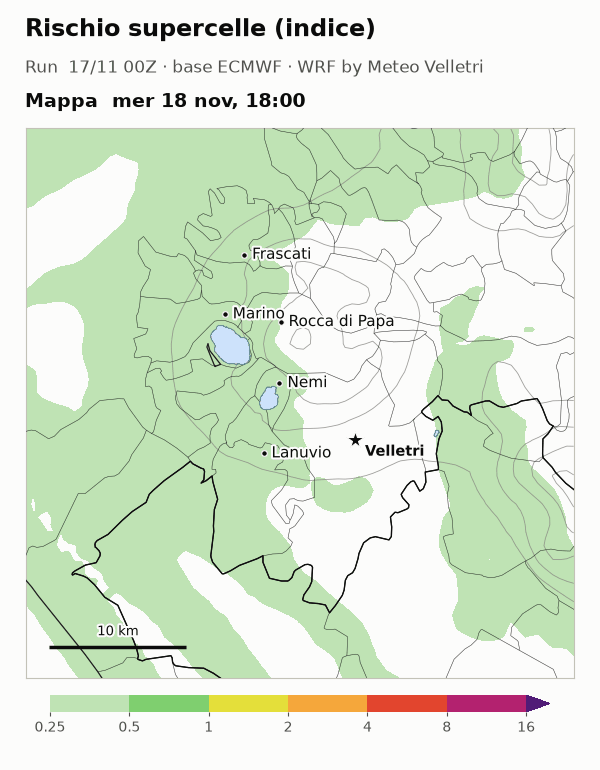 Rischio supercelle (indice)
Run  17/11 00Z · base ECMWF · WRF by Meteo Velletri
Mappa  mer 18 nov, 18:00
Frascati
Marino
Rocca di Papa
Nemi
Velletri
Lanuvio
10 km
0.25 0.5 1 2 4 8 16